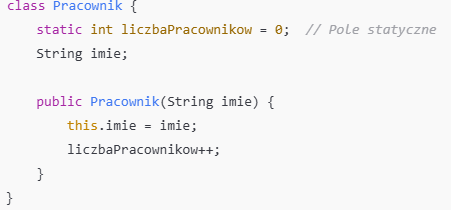 class Pracownik {
    static int liczbaPracownikow = 0;  // Pole statyczne
    String imie;

    public Pracownik(String imie) {
        this.imie = imie;
        liczbaPracownikow++;
    }
}